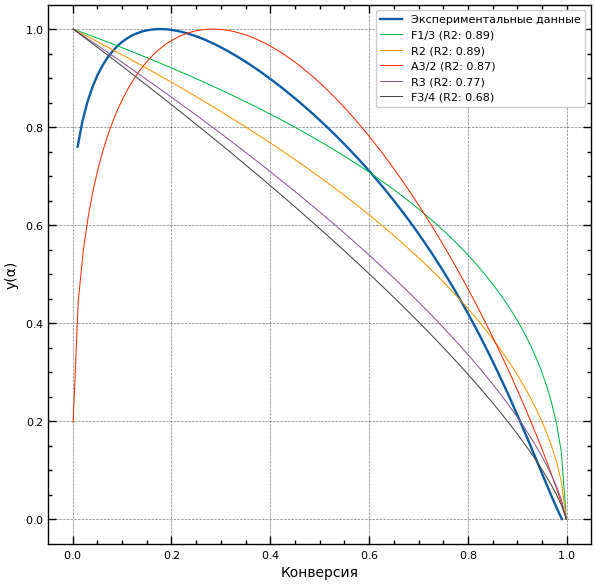 Экспериментальные данные
F1/3 (R2: 0.89)
R2 (R2: 0.89)
A3/2 (R2: 0.87)
R3 (R2: 0.77)
F3/4 (R2: 0.68)
y(α)
1.0
0.8
0.6
0.4
0.2
0.0
0.0 0.2 0.4 0.6 0.8 1.0
Конверсия